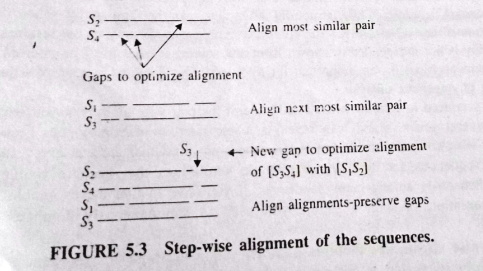 S₂
Align most similar pair
S₄
Gaps to optimize alignment
S₁
Align next most similar pair
S₃
S₃ New gap to optimize alignment
of [S₃S₄] with [S₁S₂]
S₂
S₄
S₁
Align alignments-preserve gaps
S₃
FIGURE 5.3 Step-wise alignment of the sequences.